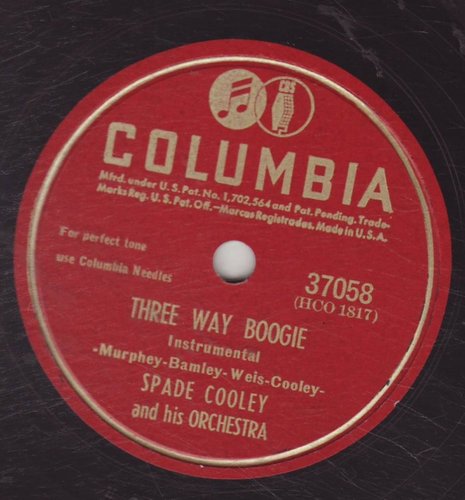 CBS
COLUMBIA
Mfrd. under U.S. Pat. No. 1,702,564 and Pat. Pending. Trade-
Marks Reg. U.S. Pat. Off.—Marcas Registradas. Made in U.S.A.
For perfect tone
use Columbia Needles
37058
(HCO 1817)
THREE WAY BOOGIE
Instrumental
-Murphey-Bamley-Weis-Cooley-
SPADE COOLEY
and his ORCHESTRA